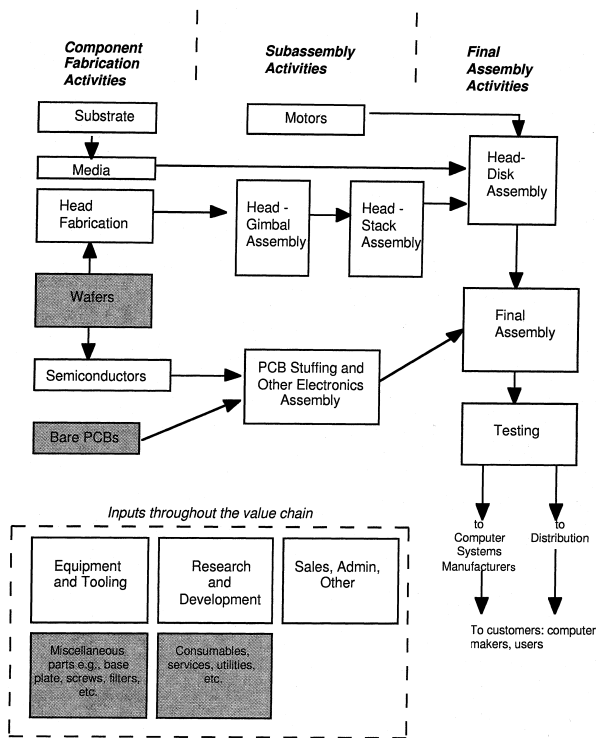 Component
Fabrication
Activities
Subassembly
Activities
Final
Assembly
Activities
Substrate
Motors
Media
Head-
Disk
Assembly
Head
Fabrication
Head -
Gimbal
Assembly
Head -
Stack
Assembly
Wafers
Final
Assembly
Semiconductors
PCB Stuffing and
Other Electronics
Assembly
Bare PCBs
Testing
Inputs throughout the value chain
to
Computer
Systems
Manufacturers
to
Distribution
Equipment
and Tooling
Research
and
Development
Sales, Admin,
Other
Miscellaneous
parts e.g., base
plate, screws, filters,
etc.
Consumables,
services, utilities,
etc.
To customers: computer
makers, users